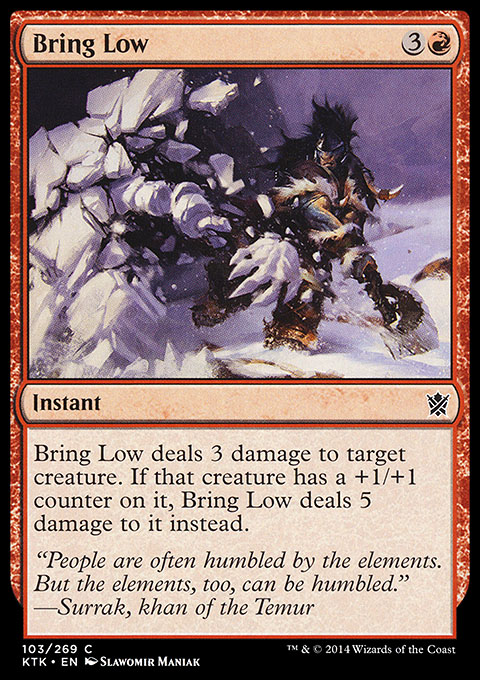 Bring Low 3
Instant
Bring Low deals 3 damage to target
creature. If that creature has a +1/+1
counter on it, Bring Low deals 5
damage to it instead.
“People are often humbled by the elements.
But the elements, too, can be humbled.”
—Surrak, khan of the Temur
103/269 C
KTK • EN Slawomir Maniak
™ & © 2014 Wizards of the Coast